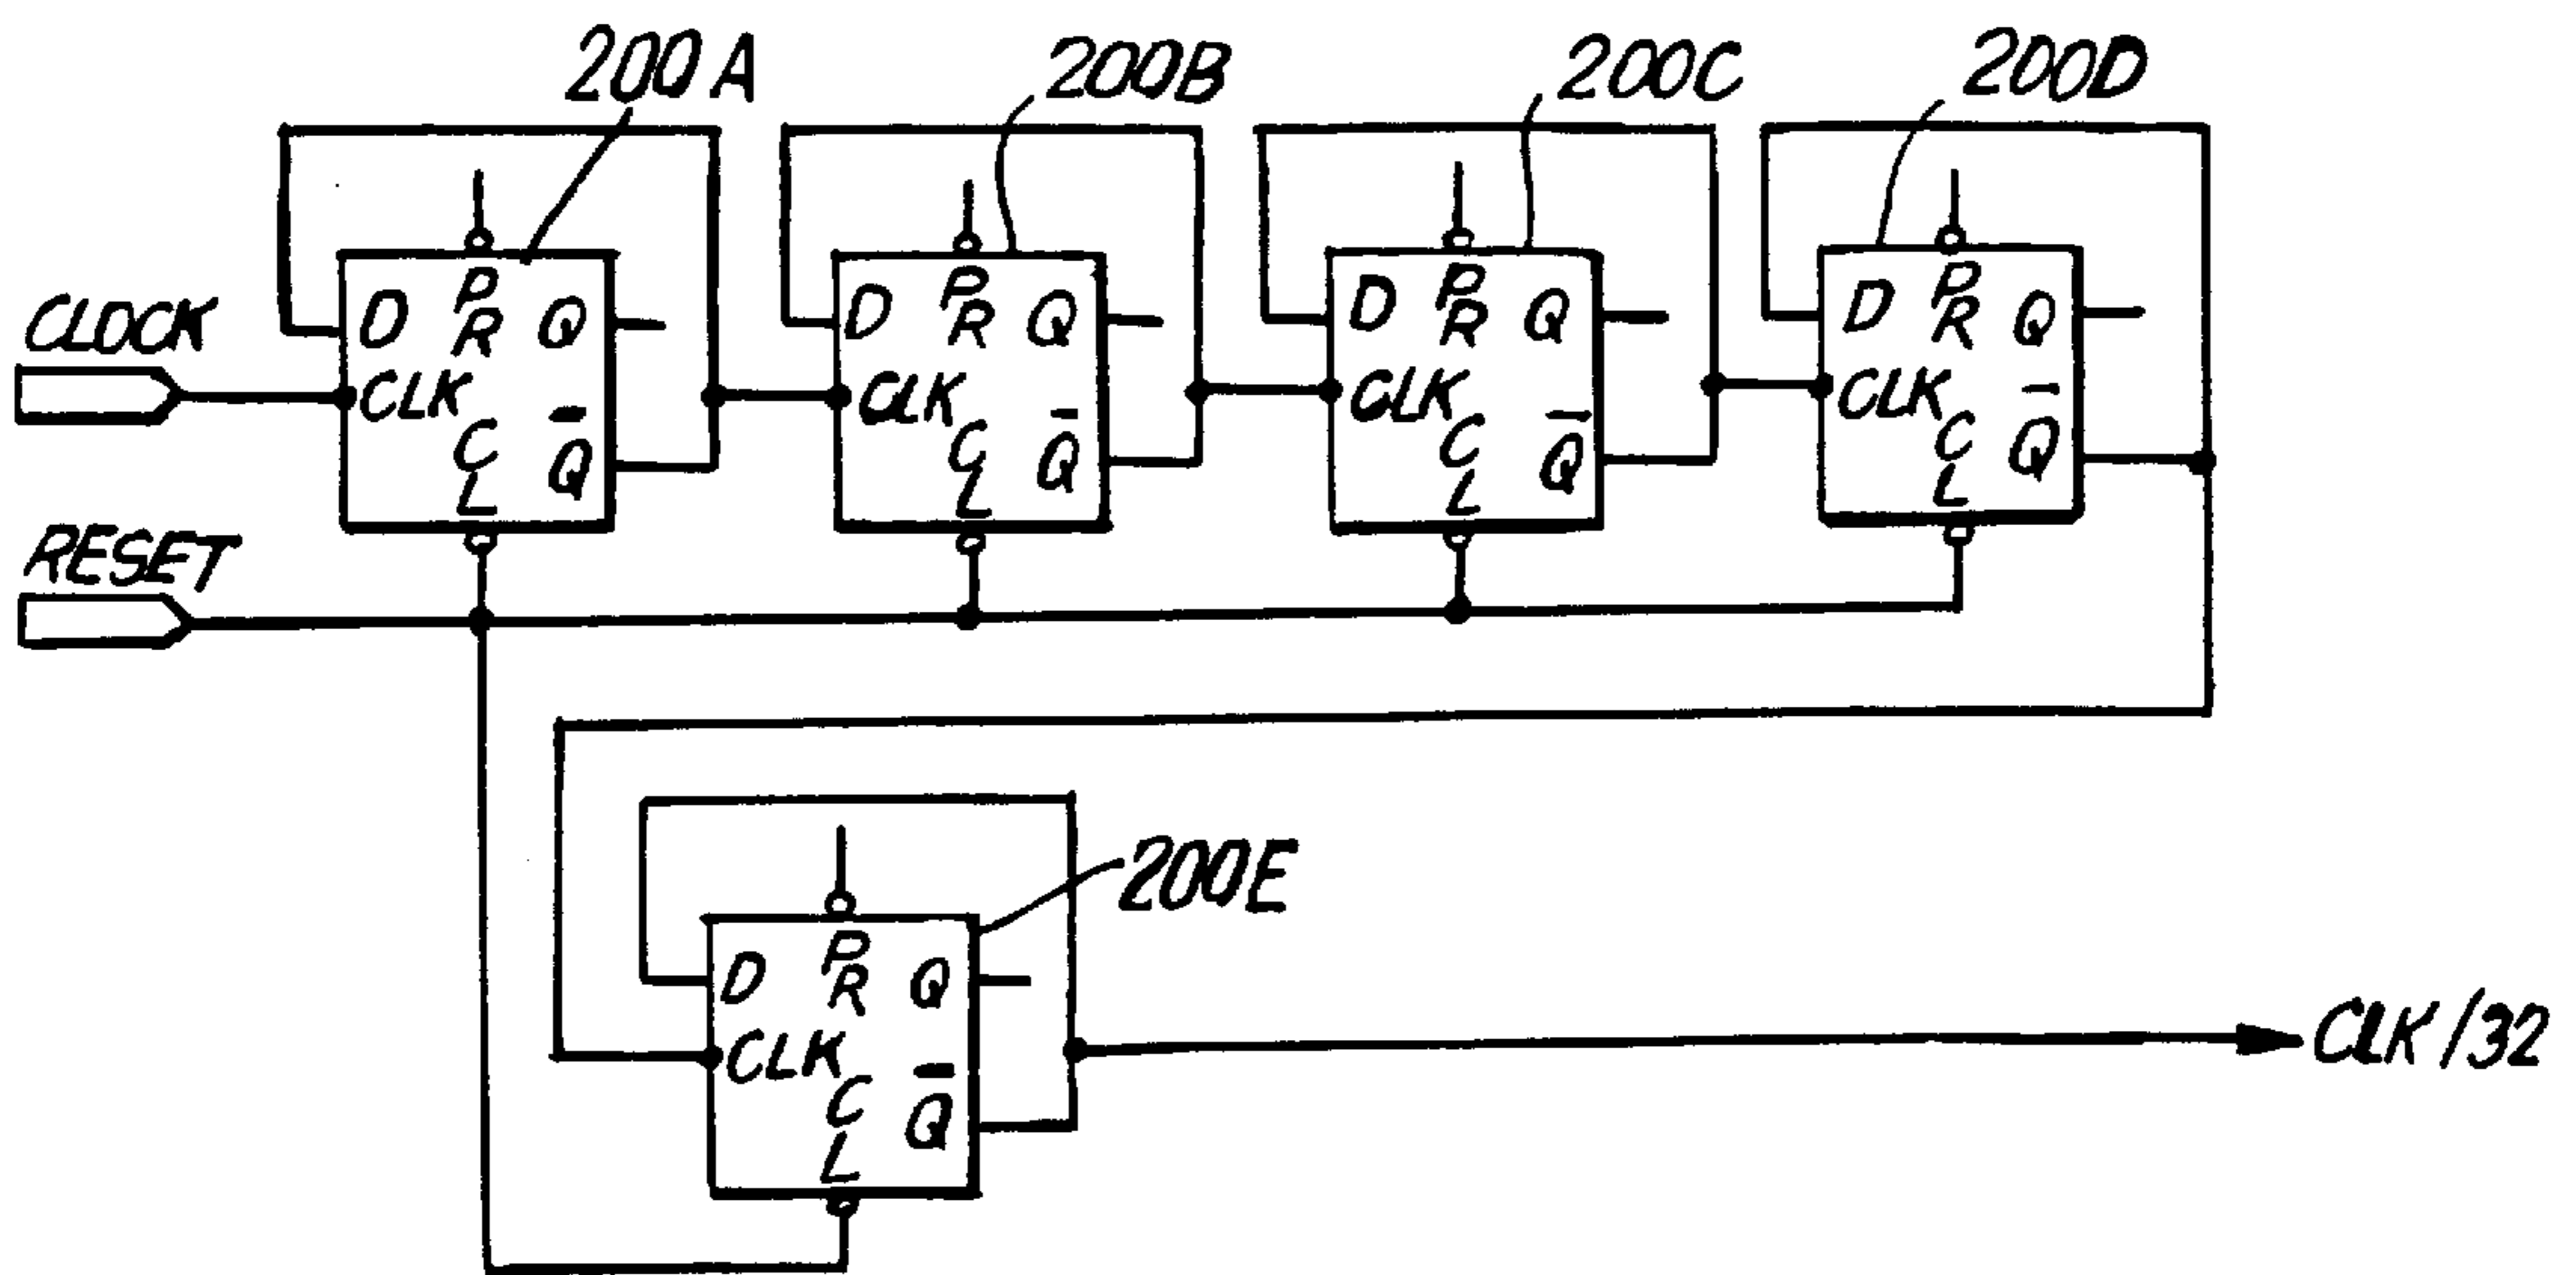 200A 200B 200C 200D
CLOCK
D PR Q
CLK
CL Q̅
D PR Q
CLK
CL Q̅
D PR Q
CLK
CL Q̅
D PR Q
CLK
CL Q̅
RESET
200E
D PR Q
CLK
CL Q̅
CLK/32